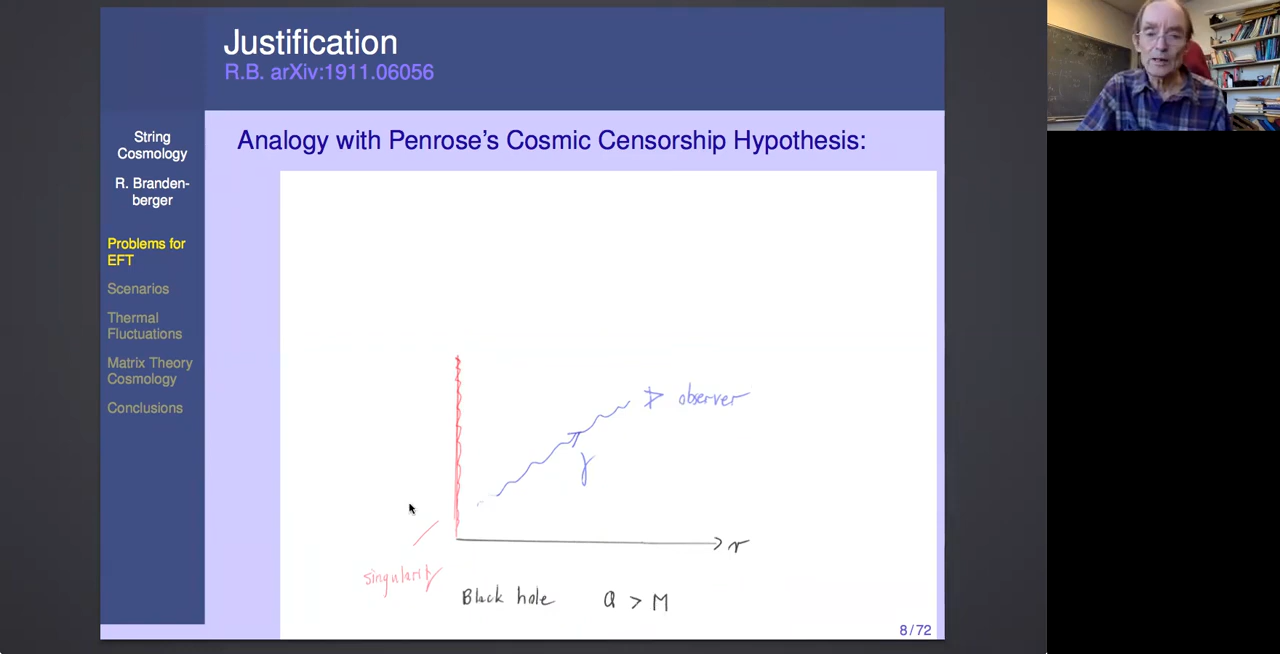 Justification
R.B. arXiv:1911.06056
String
Cosmology
R. Branden-
berger
Problems for
EFT
Scenarios
Thermal
Fluctuations
Matrix Theory
Cosmology
Conclusions
Analogy with Penrose's Cosmic Censorship Hypothesis:
observer
γ
r
singularity
Black hole Q > M
8/72